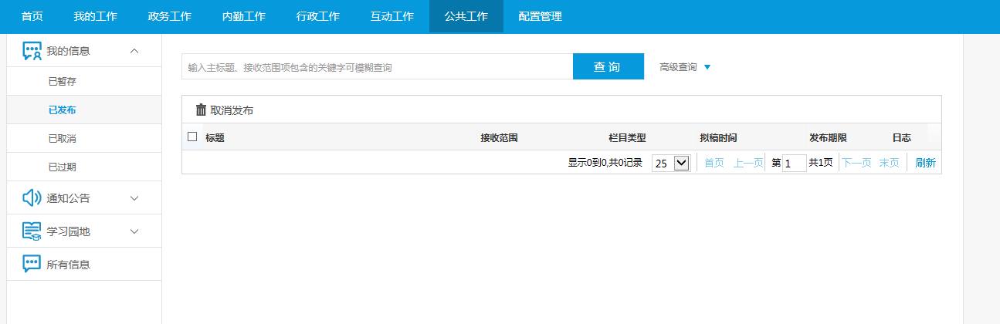 首页 我的工作 政务工作 内勤工作 行政工作 互动工作 公共工作 配置管理
我的信息
已暂存
已发布
已取消
已过期
通知公告
学习园地
所有信息
输入主标题、接收范围项包含的关键字可模糊查询 查 询 高级查询
取消发布
标题 接收范围 栏目类型 拟稿时间 发布期限 日志
显示0到0,共0记录 25 首页 上一页 第 1 共1页 下一页 末页 刷新